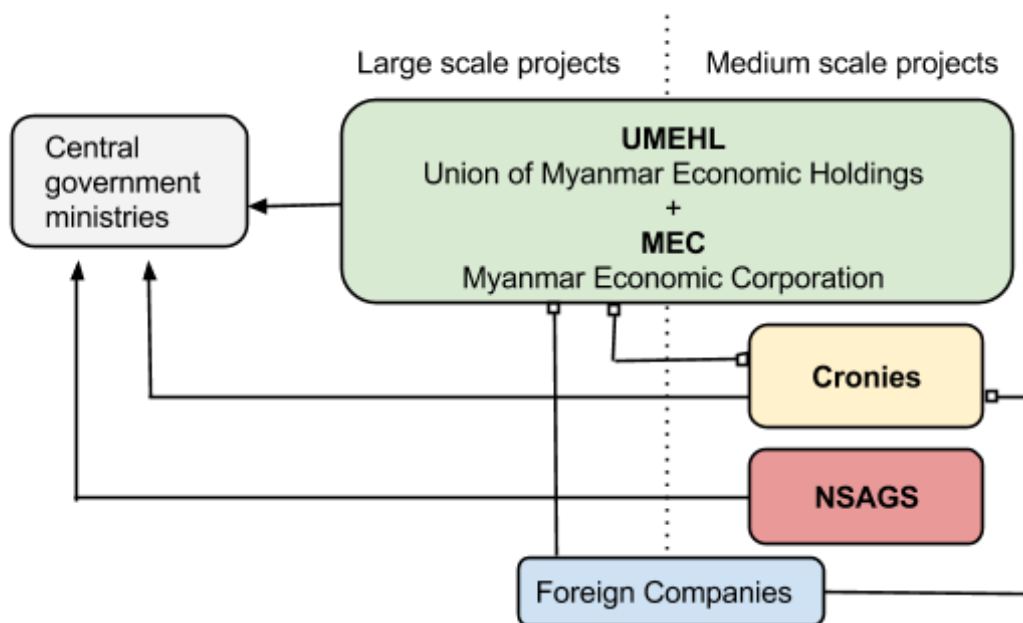 Large scale projects
Medium scale projects
Central
government
ministries
UMEHL
Union of Myanmar Economic Holdings
+
MEC
Myanmar Economic Corporation
Cronies
NSAGS
Foreign Companies